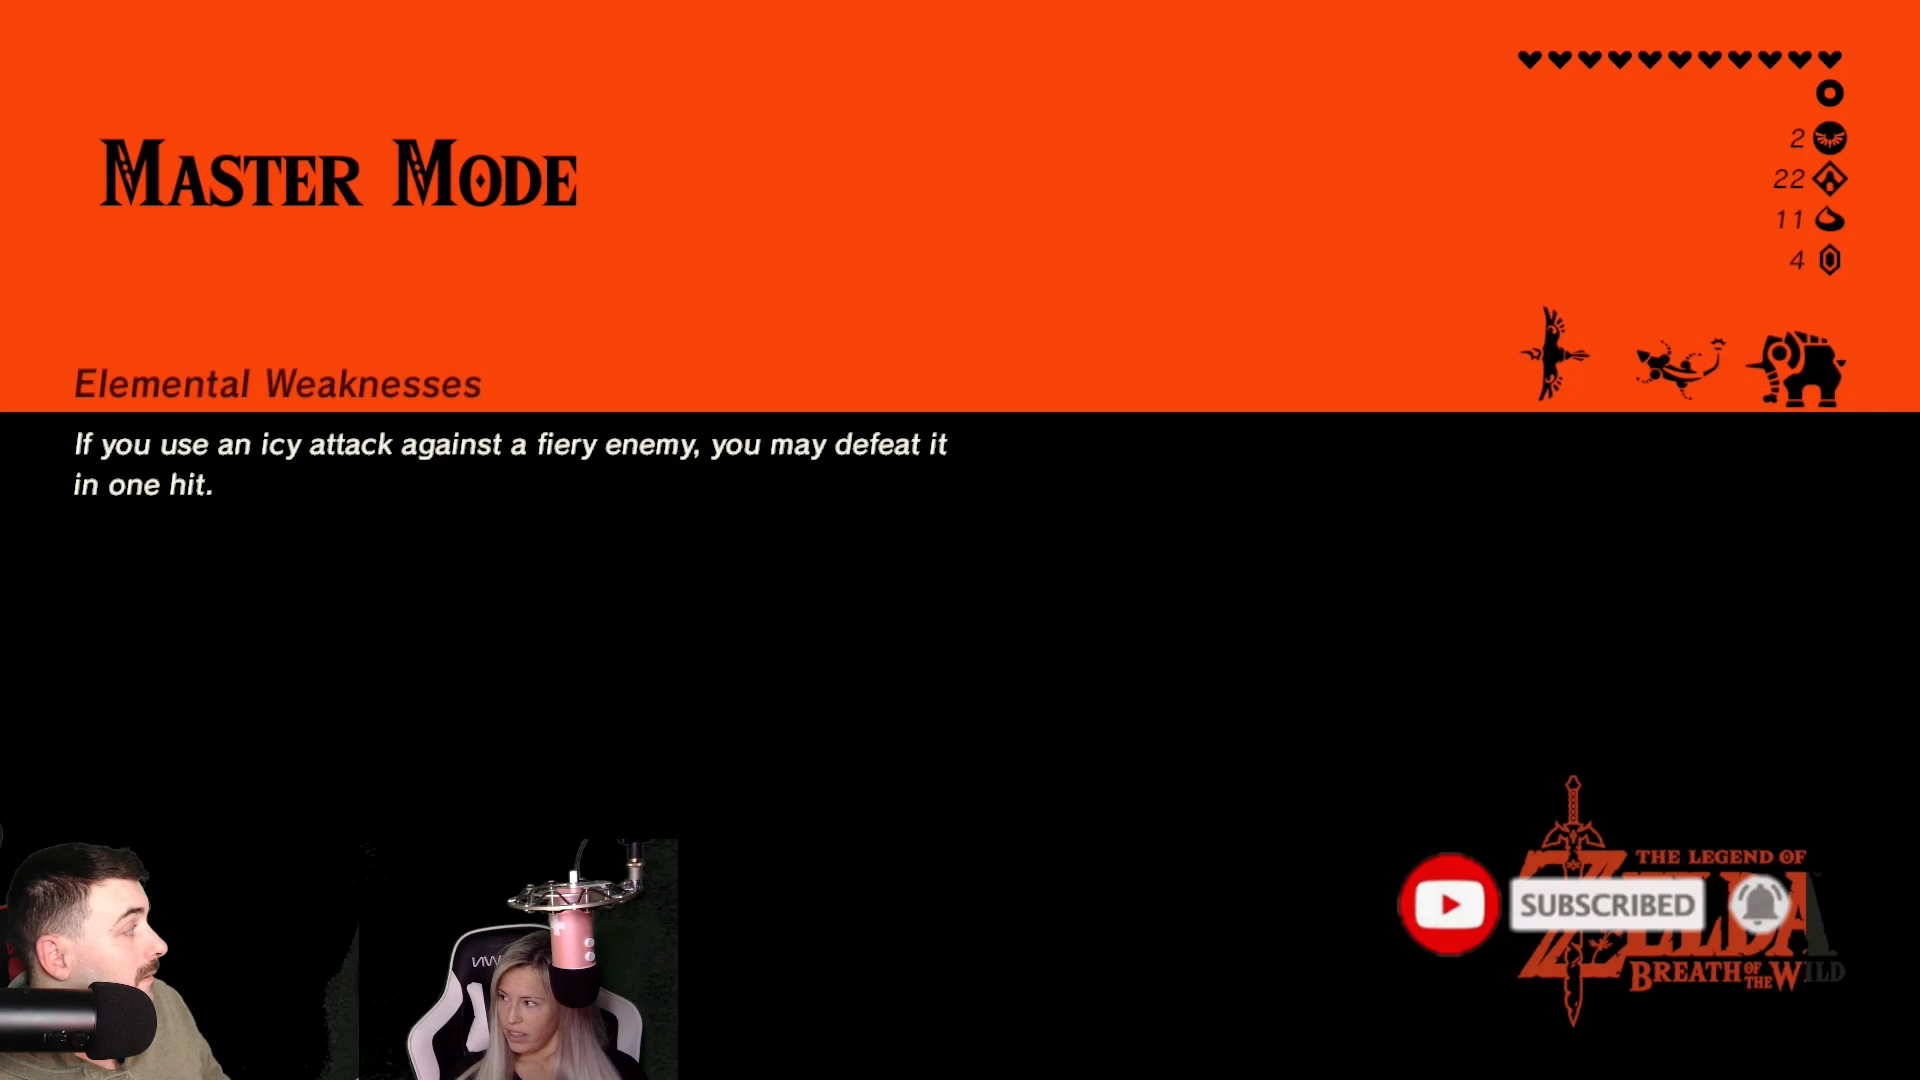 Master Mode
2
22
11
4
Elemental Weaknesses
If you use an icy attack against a fiery enemy, you may defeat it
in one hit.
THE LEGEND OF
ZELDA
BREATH OF THE WILD
SUBSCRIBED